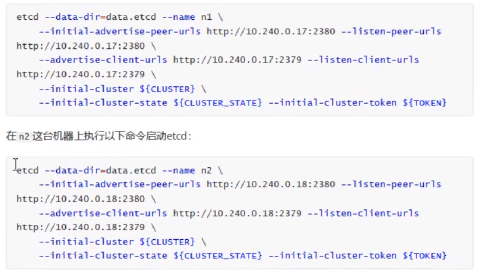 etcd --data-dir=data.etcd --name n1 \
--initial-advertise-peer-urls http://10.240.0.17:2380 --listen-peer-urls
http://10.240.0.17:2380 \
--advertise-client-urls http://10.240.0.17:2379 --listen-client-urls
http://10.240.0.17:2379 \
--initial-cluster ${CLUSTER} \
--initial-cluster-state ${CLUSTER_STATE} --initial-cluster-token ${TOKEN}
在 n2 这台机器上执行以下命令启动etcd：
etcd --data-dir=data.etcd --name n2 \
--initial-advertise-peer-urls http://10.240.0.18:2380 --listen-peer-urls
http://10.240.0.18:2380 \
--advertise-client-urls http://10.240.0.18:2379 --listen-client-urls
http://10.240.0.18:2379 \
--initial-cluster ${CLUSTER} \
--initial-cluster-state ${CLUSTER_STATE} --initial-cluster-token ${TOKEN}